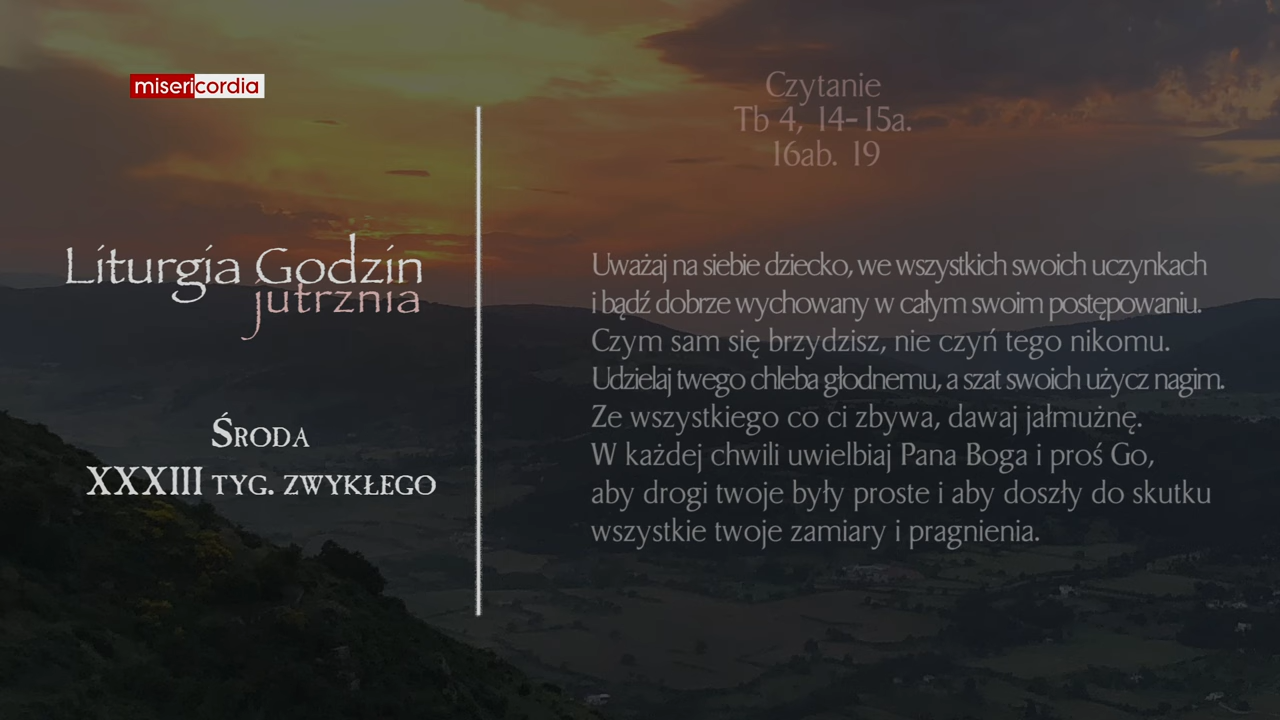 misericordia
Liturgia Godzin
jutrznia
Środa
XXXIII tyg. zwykłego
Czytanie
Tb 4, 14-15a.
16ab. 19
Uważaj na siebie dziecko, we wszystkich swoich uczynkach
i bądź dobrze wychowany w całym swoim postępowaniu.
Czym sam się brzydzisz, nie czyń tego nikomu.
Udzielaj twego chleba głodnemu, a szat swoich użycz nagim.
Ze wszystkiego co ci zbywa, dawaj jałmużnę.
W każdej chwili uwielbiaj Pana Boga i proś Go,
aby drogi twoje były proste i aby doszły do skutku
wszystkie twoje zamiary i pragnienia.